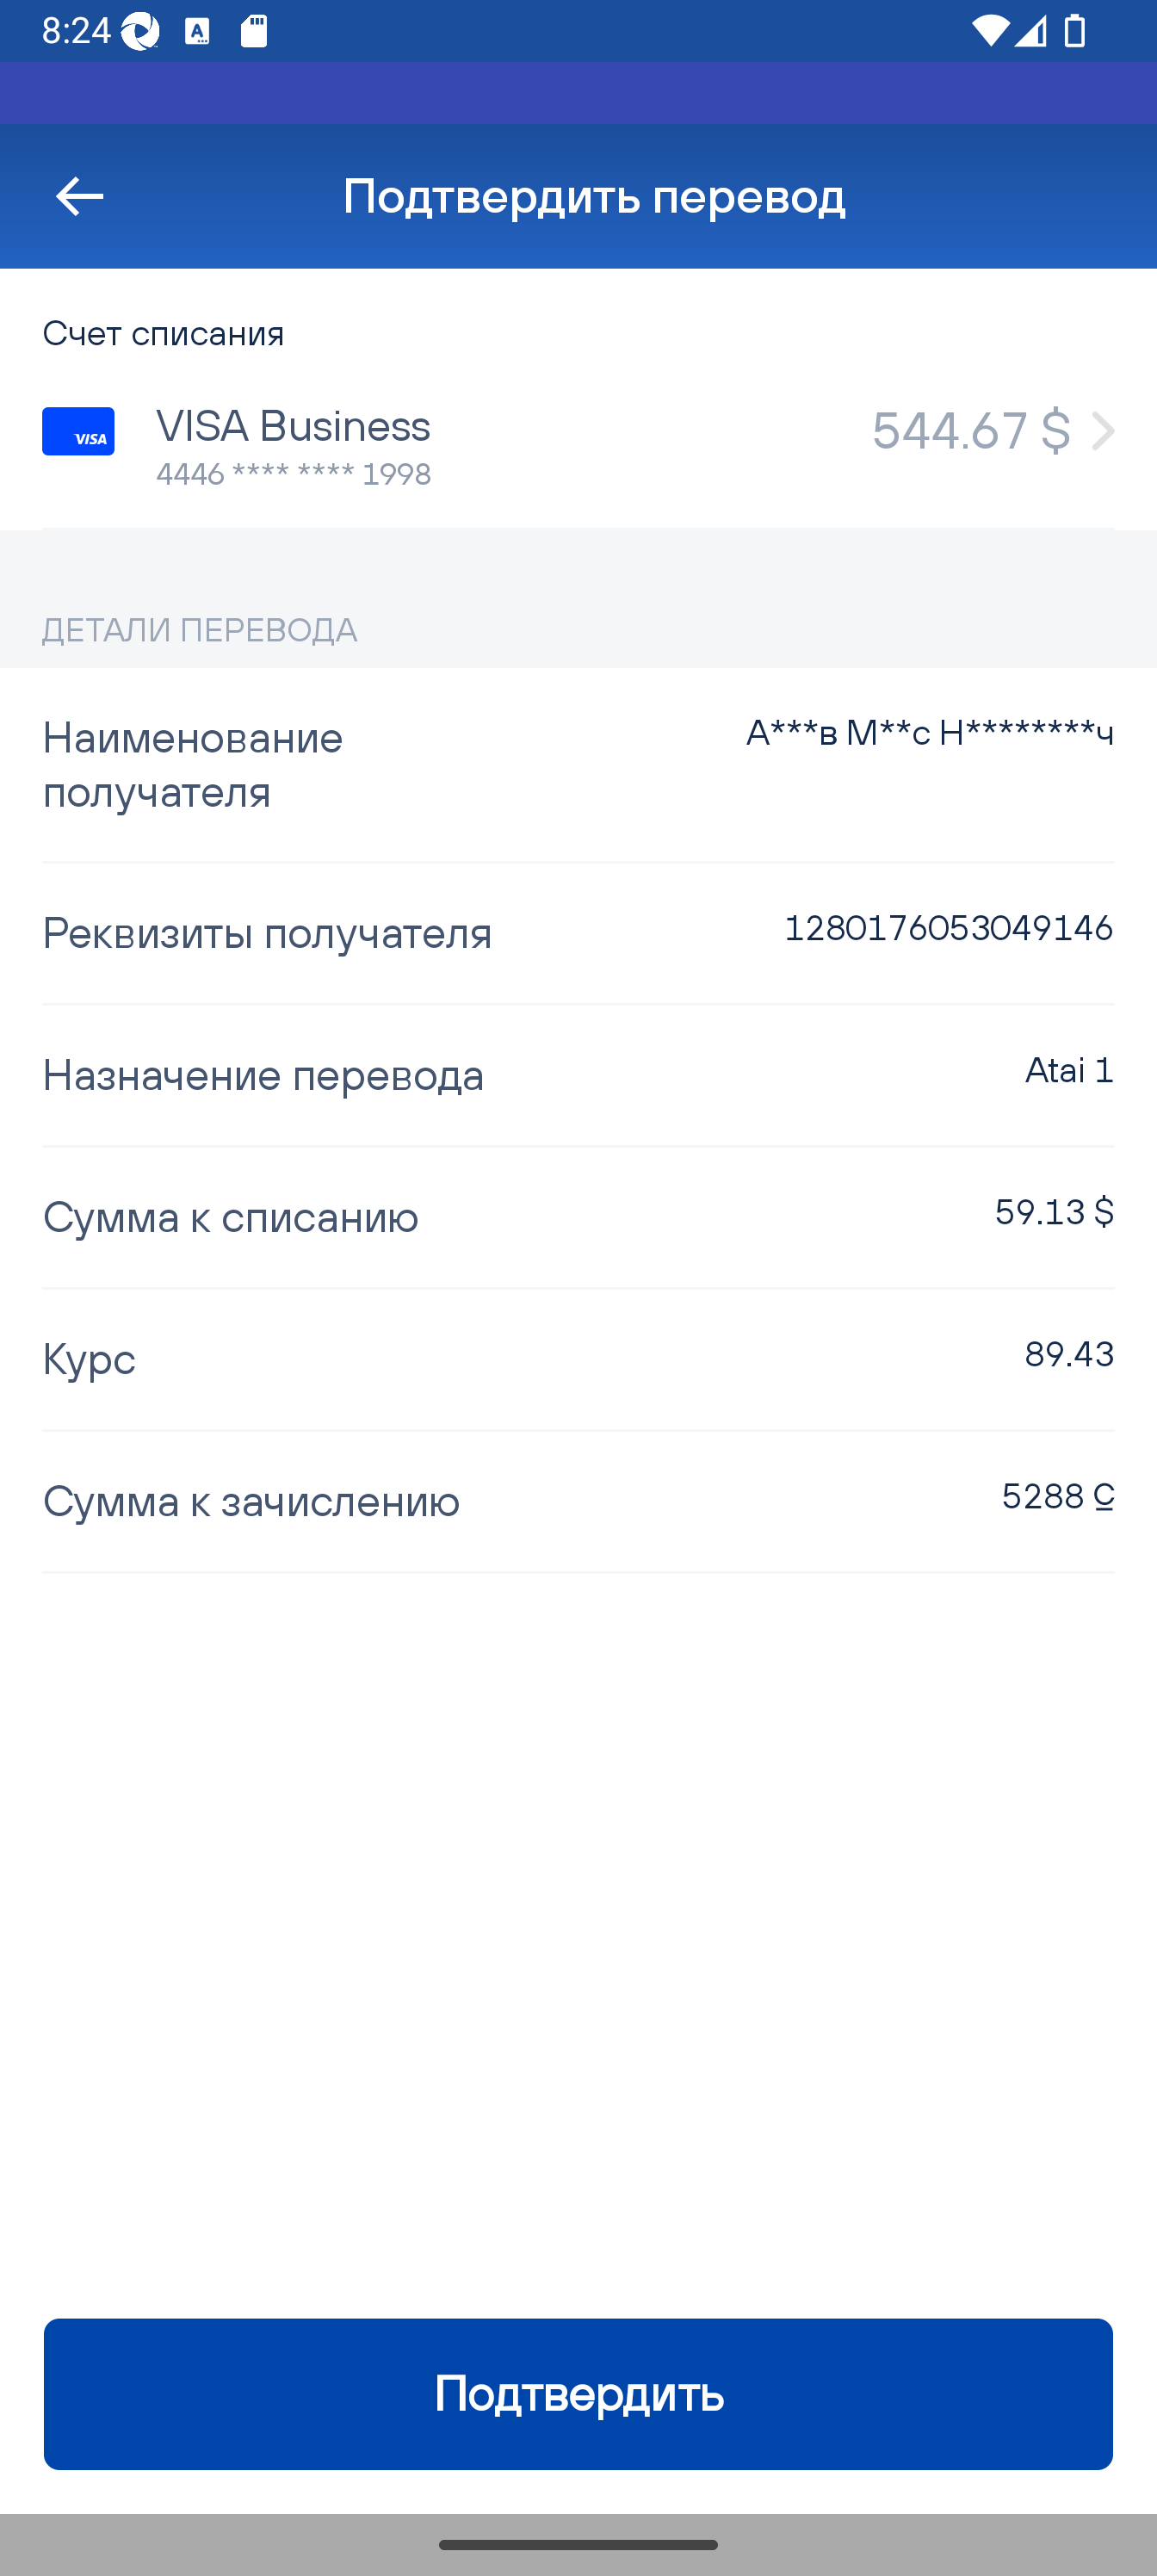 8:24
Подтвердить перевод
Счет списания
VISA
VISA Business
544.67 $
4446 **** **** 1998
ДЕТАЛИ ПЕРЕВОДА
Наименование
получателя
А***в М**с Н********ч
Реквизиты получателя
1280176053049146
Назначение перевода
Atai 1
Сумма к списанию
59.13 $
Курс
89.43
Сумма к зачислению
5288 С̲
Подтвердить